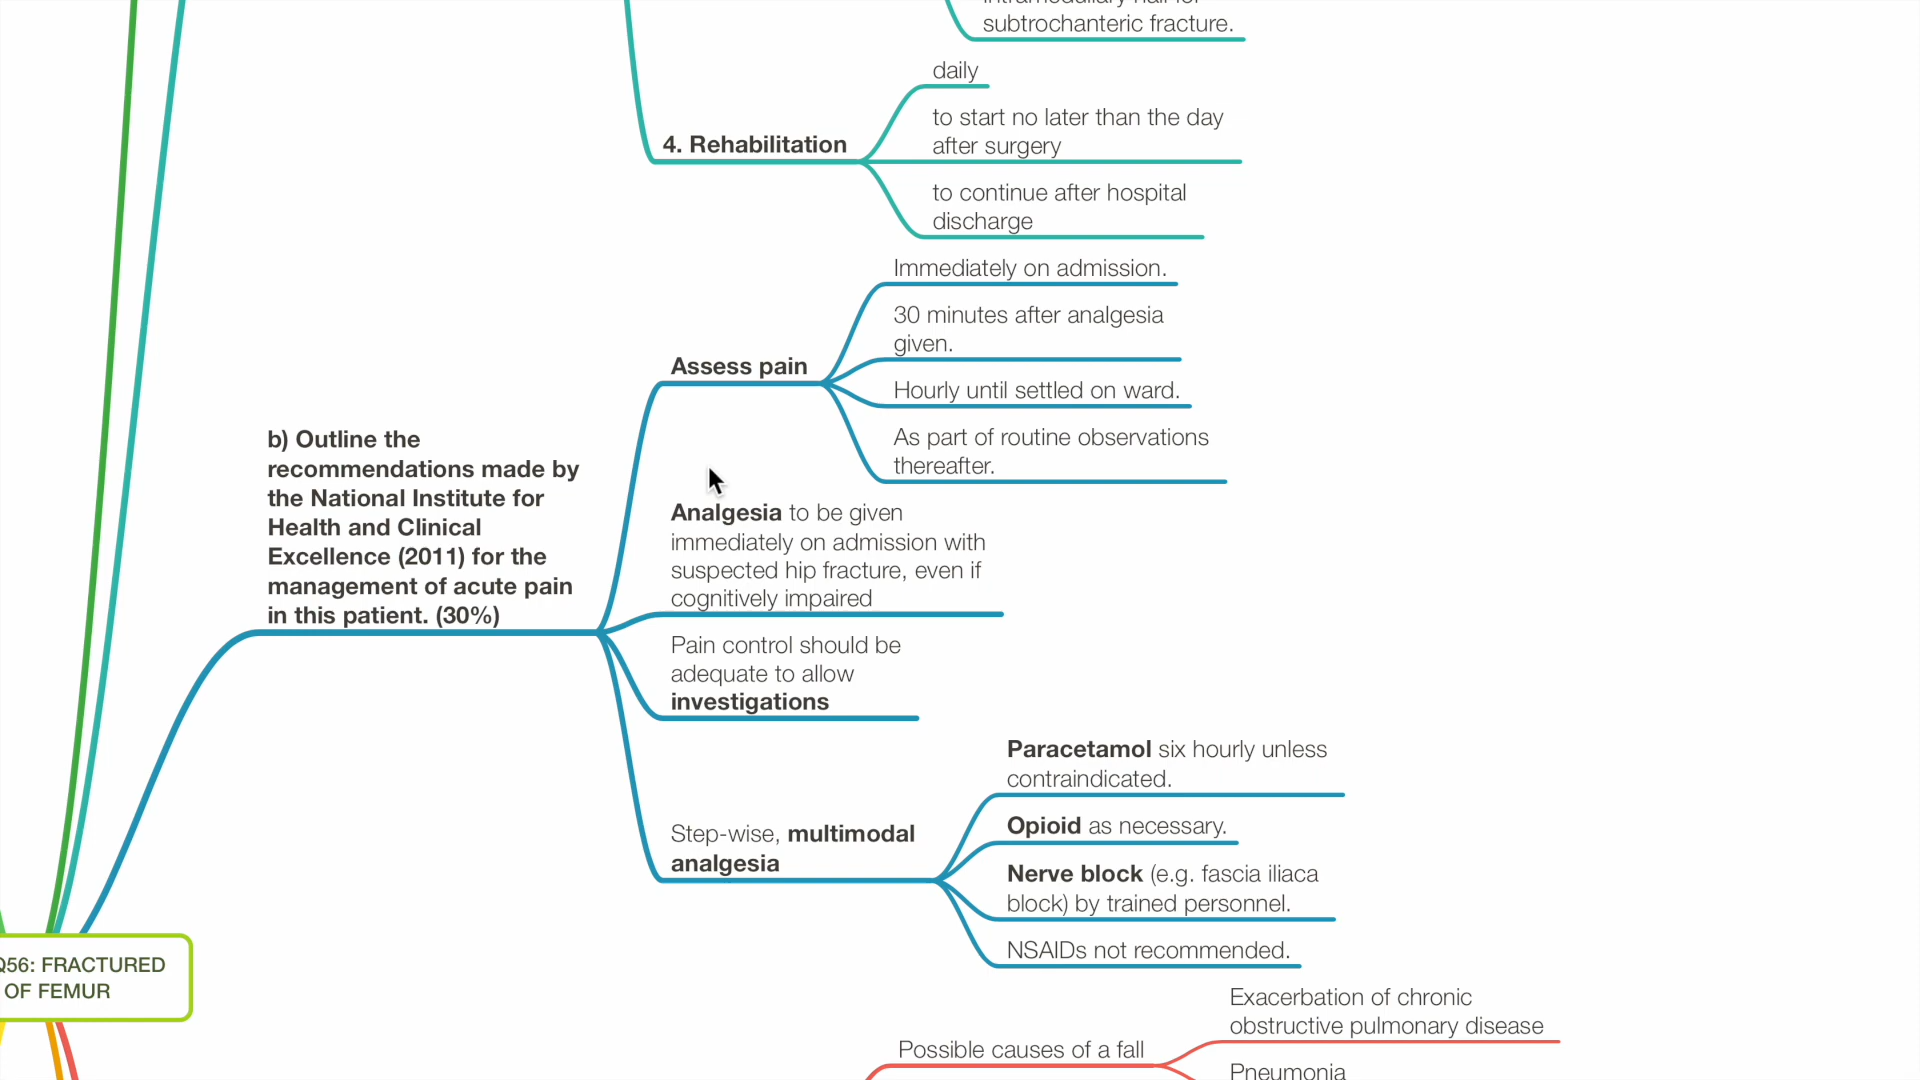 subtrochanteric fracture.
daily
to start no later than the day
after surgery
4. Rehabilitation
to continue after hospital
discharge
Immediately on admission.
30 minutes after analgesia
given.
Assess pain
Hourly until settled on ward.
As part of routine observations
thereafter.
b) Outline the
recommendations made by
the National Institute for
Health and Clinical
Excellence (2011) for the
management of acute pain
in this patient. (30%)
Analgesia to be given
immediately on admission with
suspected hip fracture, even if
cognitively impaired
Pain control should be
adequate to allow
investigations
Step-wise, multimodal
analgesia
Paracetamol six hourly unless
contraindicated.
Opioid as necessary.
Nerve block (e.g. fascia iliaca
block) by trained personnel.
NSAIDs not recommended.
Q56: FRACTURED
OF FEMUR
Possible causes of a fall
Exacerbation of chronic
obstructive pulmonary disease
Pneumonia